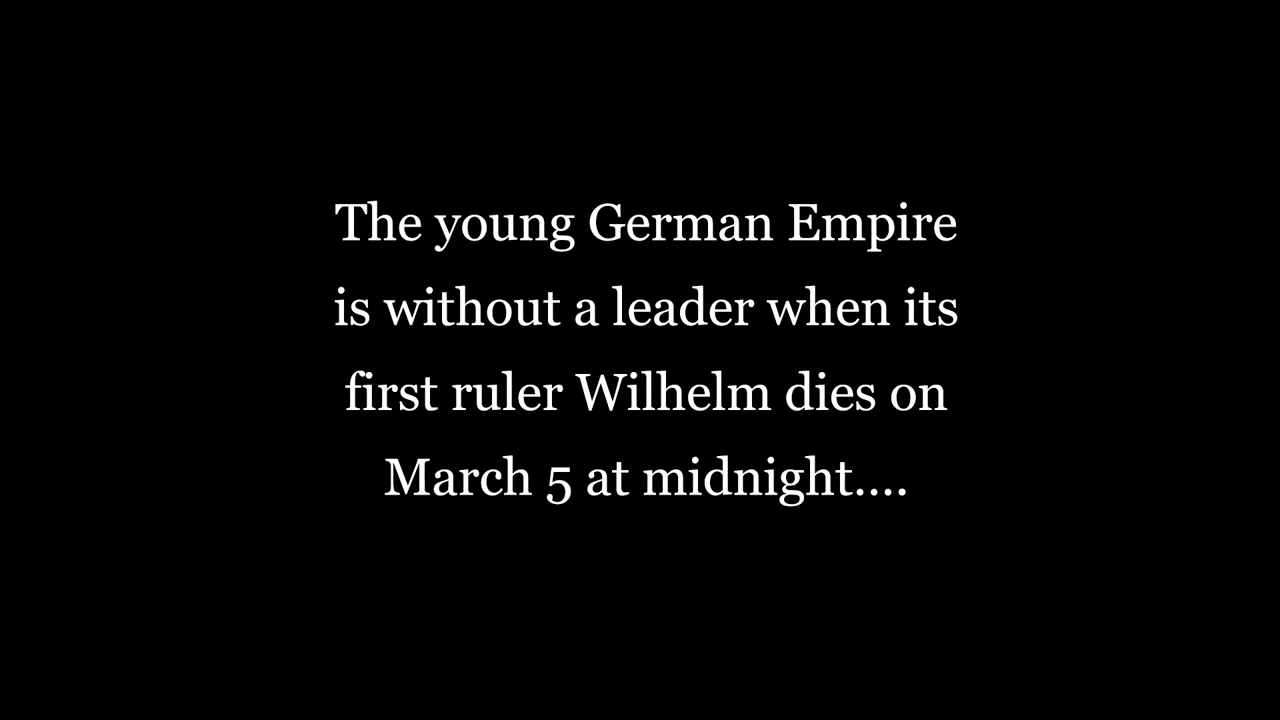 The young German Empire
is without a leader when its
first ruler Wilhelm dies on
March 5 at midnight....